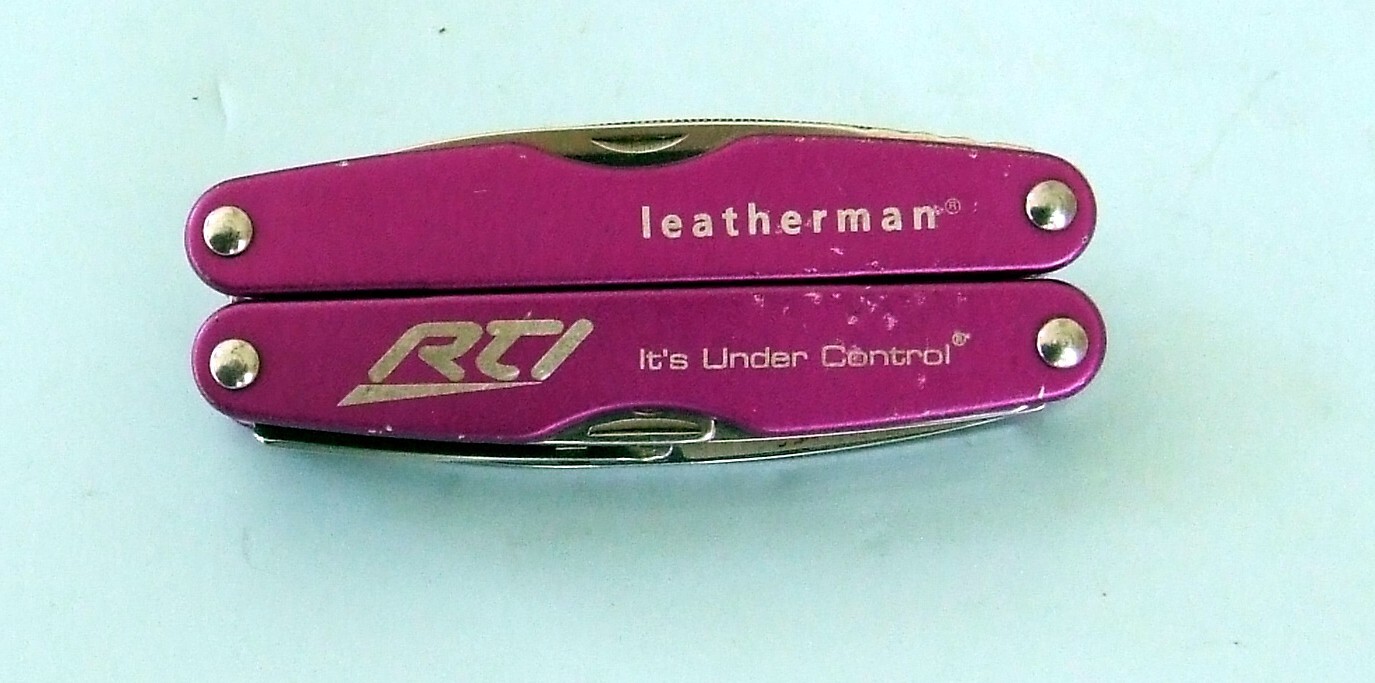 leatherman®
RTI It's Under Control®